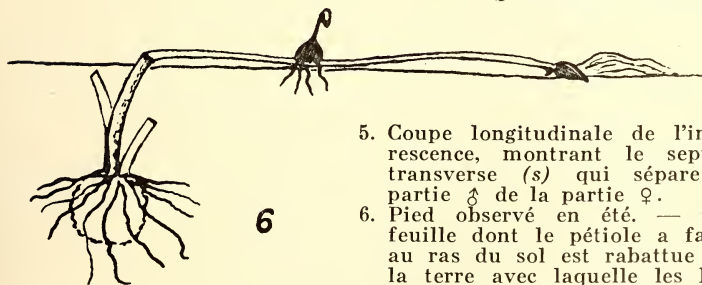 5. Coupe longitudinale de l'in
rescence, montrant le sep
transverse (s) qui sépare
partie ♂ de la partie ♀.
6. Pied observé en été. —
feuille dont le pétiole a fa
au ras du sol est rabattue
la terre avec laquelle les
6